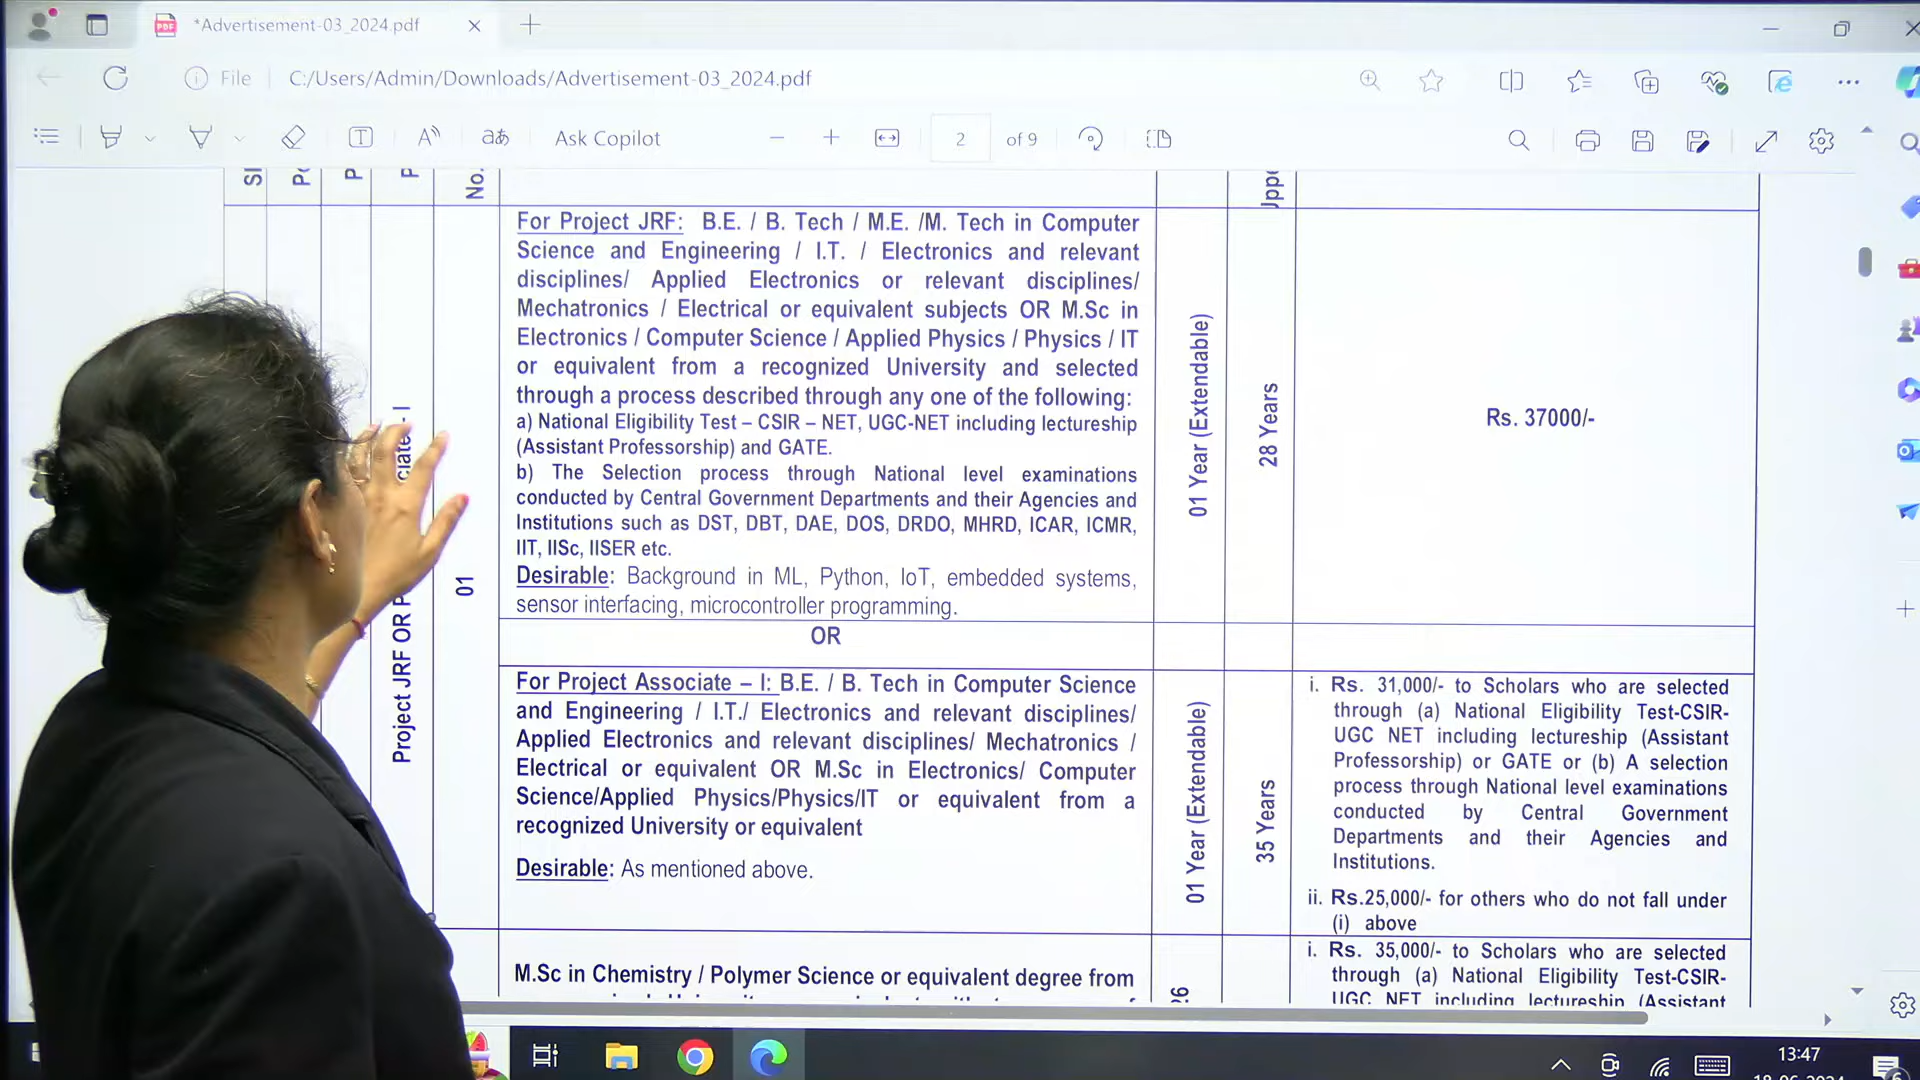 *Advertisement-03_2024.pdf
File
C:/Users/Admin/Downloads/Advertisement-03_2024.pdf
Ask Copilot
2 of 9
No.
For Project JRF: B.E. / B. Tech / M.E. /M. Tech in Computer
Science and Engineering / I.T. / Electronics and relevant
disciplines/ Applied Electronics or relevant disciplines/
Mechatronics / Electrical or equivalent subjects OR M.Sc in
Electronics / Computer Science / Applied Physics / Physics / IT
or equivalent from a recognized University and selected
through a process described through any one of the following:
a) National Eligibility Test – CSIR – NET, UGC-NET including lectureship
(Assistant Professorship) and GATE.
b) The Selection process through National level examinations
conducted by Central Government Departments and their Agencies and
Institutions such as DST, DBT, DAE, DOS, DRDO, MHRD, ICAR, ICMR,
IIT, IISc, IISER etc.
Desirable: Background in ML, Python, IoT, embedded systems,
sensor interfacing, microcontroller programming.
01 Year (Extendable)
28 Years
Rs. 37000/-
Project JRF OR
- I
01
OR
For Project Associate – I: B.E. / B. Tech in Computer Science
and Engineering / I.T./ Electronics and relevant disciplines/
Applied Electronics and relevant disciplines/ Mechatronics /
Electrical or equivalent OR M.Sc in Electronics/ Computer
Science/Applied Physics/Physics/IT or equivalent from a
recognized University or equivalent
Desirable: As mentioned above.
01 Year (Extendable)
35 Years
i. Rs. 31,000/- to Scholars who are selected
through (a) National Eligibility Test-CSIR-
UGC NET including lectureship (Assistant
Professorship) or GATE or (b) A selection
process through National level examinations
conducted by Central Government
Departments and their Agencies and
Institutions.
ii. Rs.25,000/- for others who do not fall under
(i) above
M.Sc in Chemistry / Polymer Science or equivalent degree from
i. Rs. 35,000/- to Scholars who are selected
through (a) National Eligibility Test-CSIR-
UGC NET including lectureship (Assistant
13:47